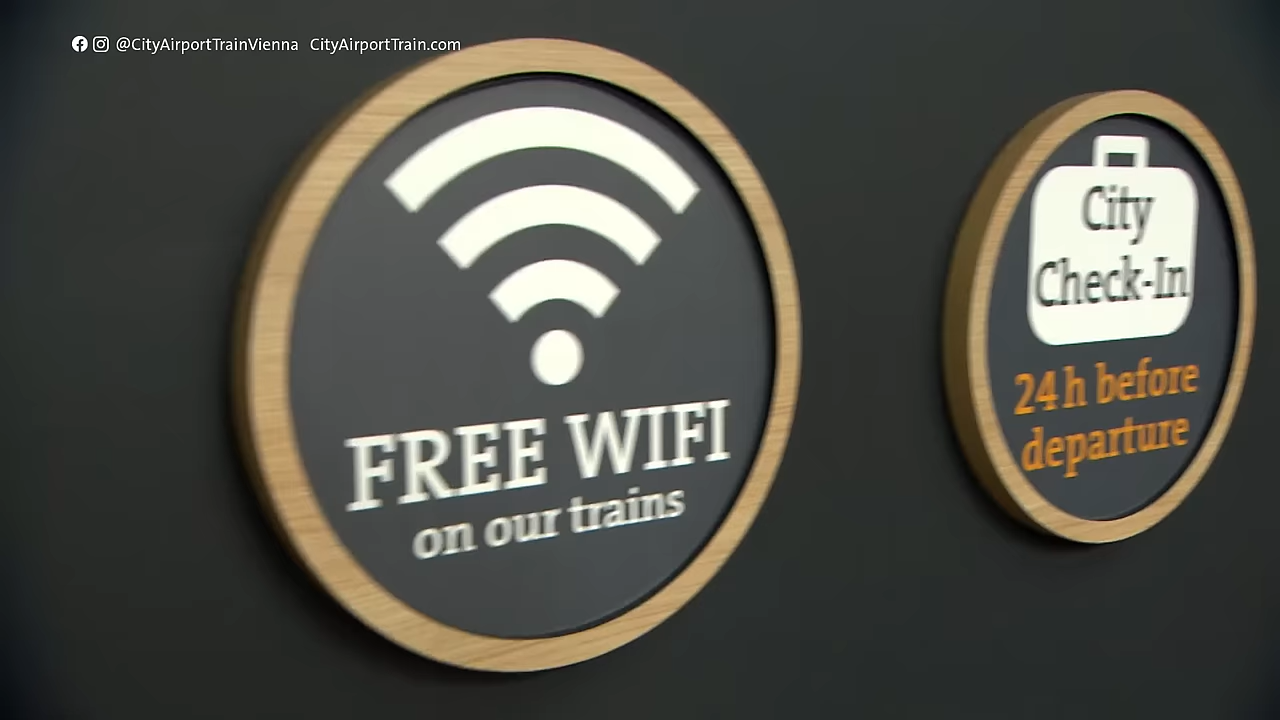 @CityAirportTrainVienna CityAirportTrain.com
FREE WIFI
on our trains
City
Check-In
24 h before
departure